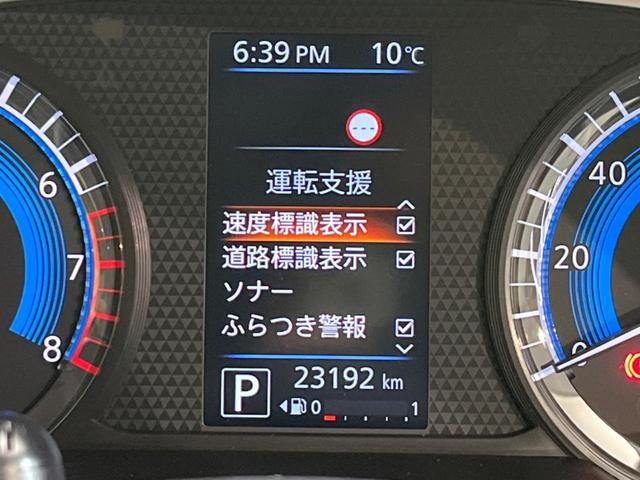 6:39 PM 10℃
---
運転支援
速度標識表示
道路標識表示
ソナー
ふらつき警報
P 23192 km
0 1
6
7
8
40
20
0